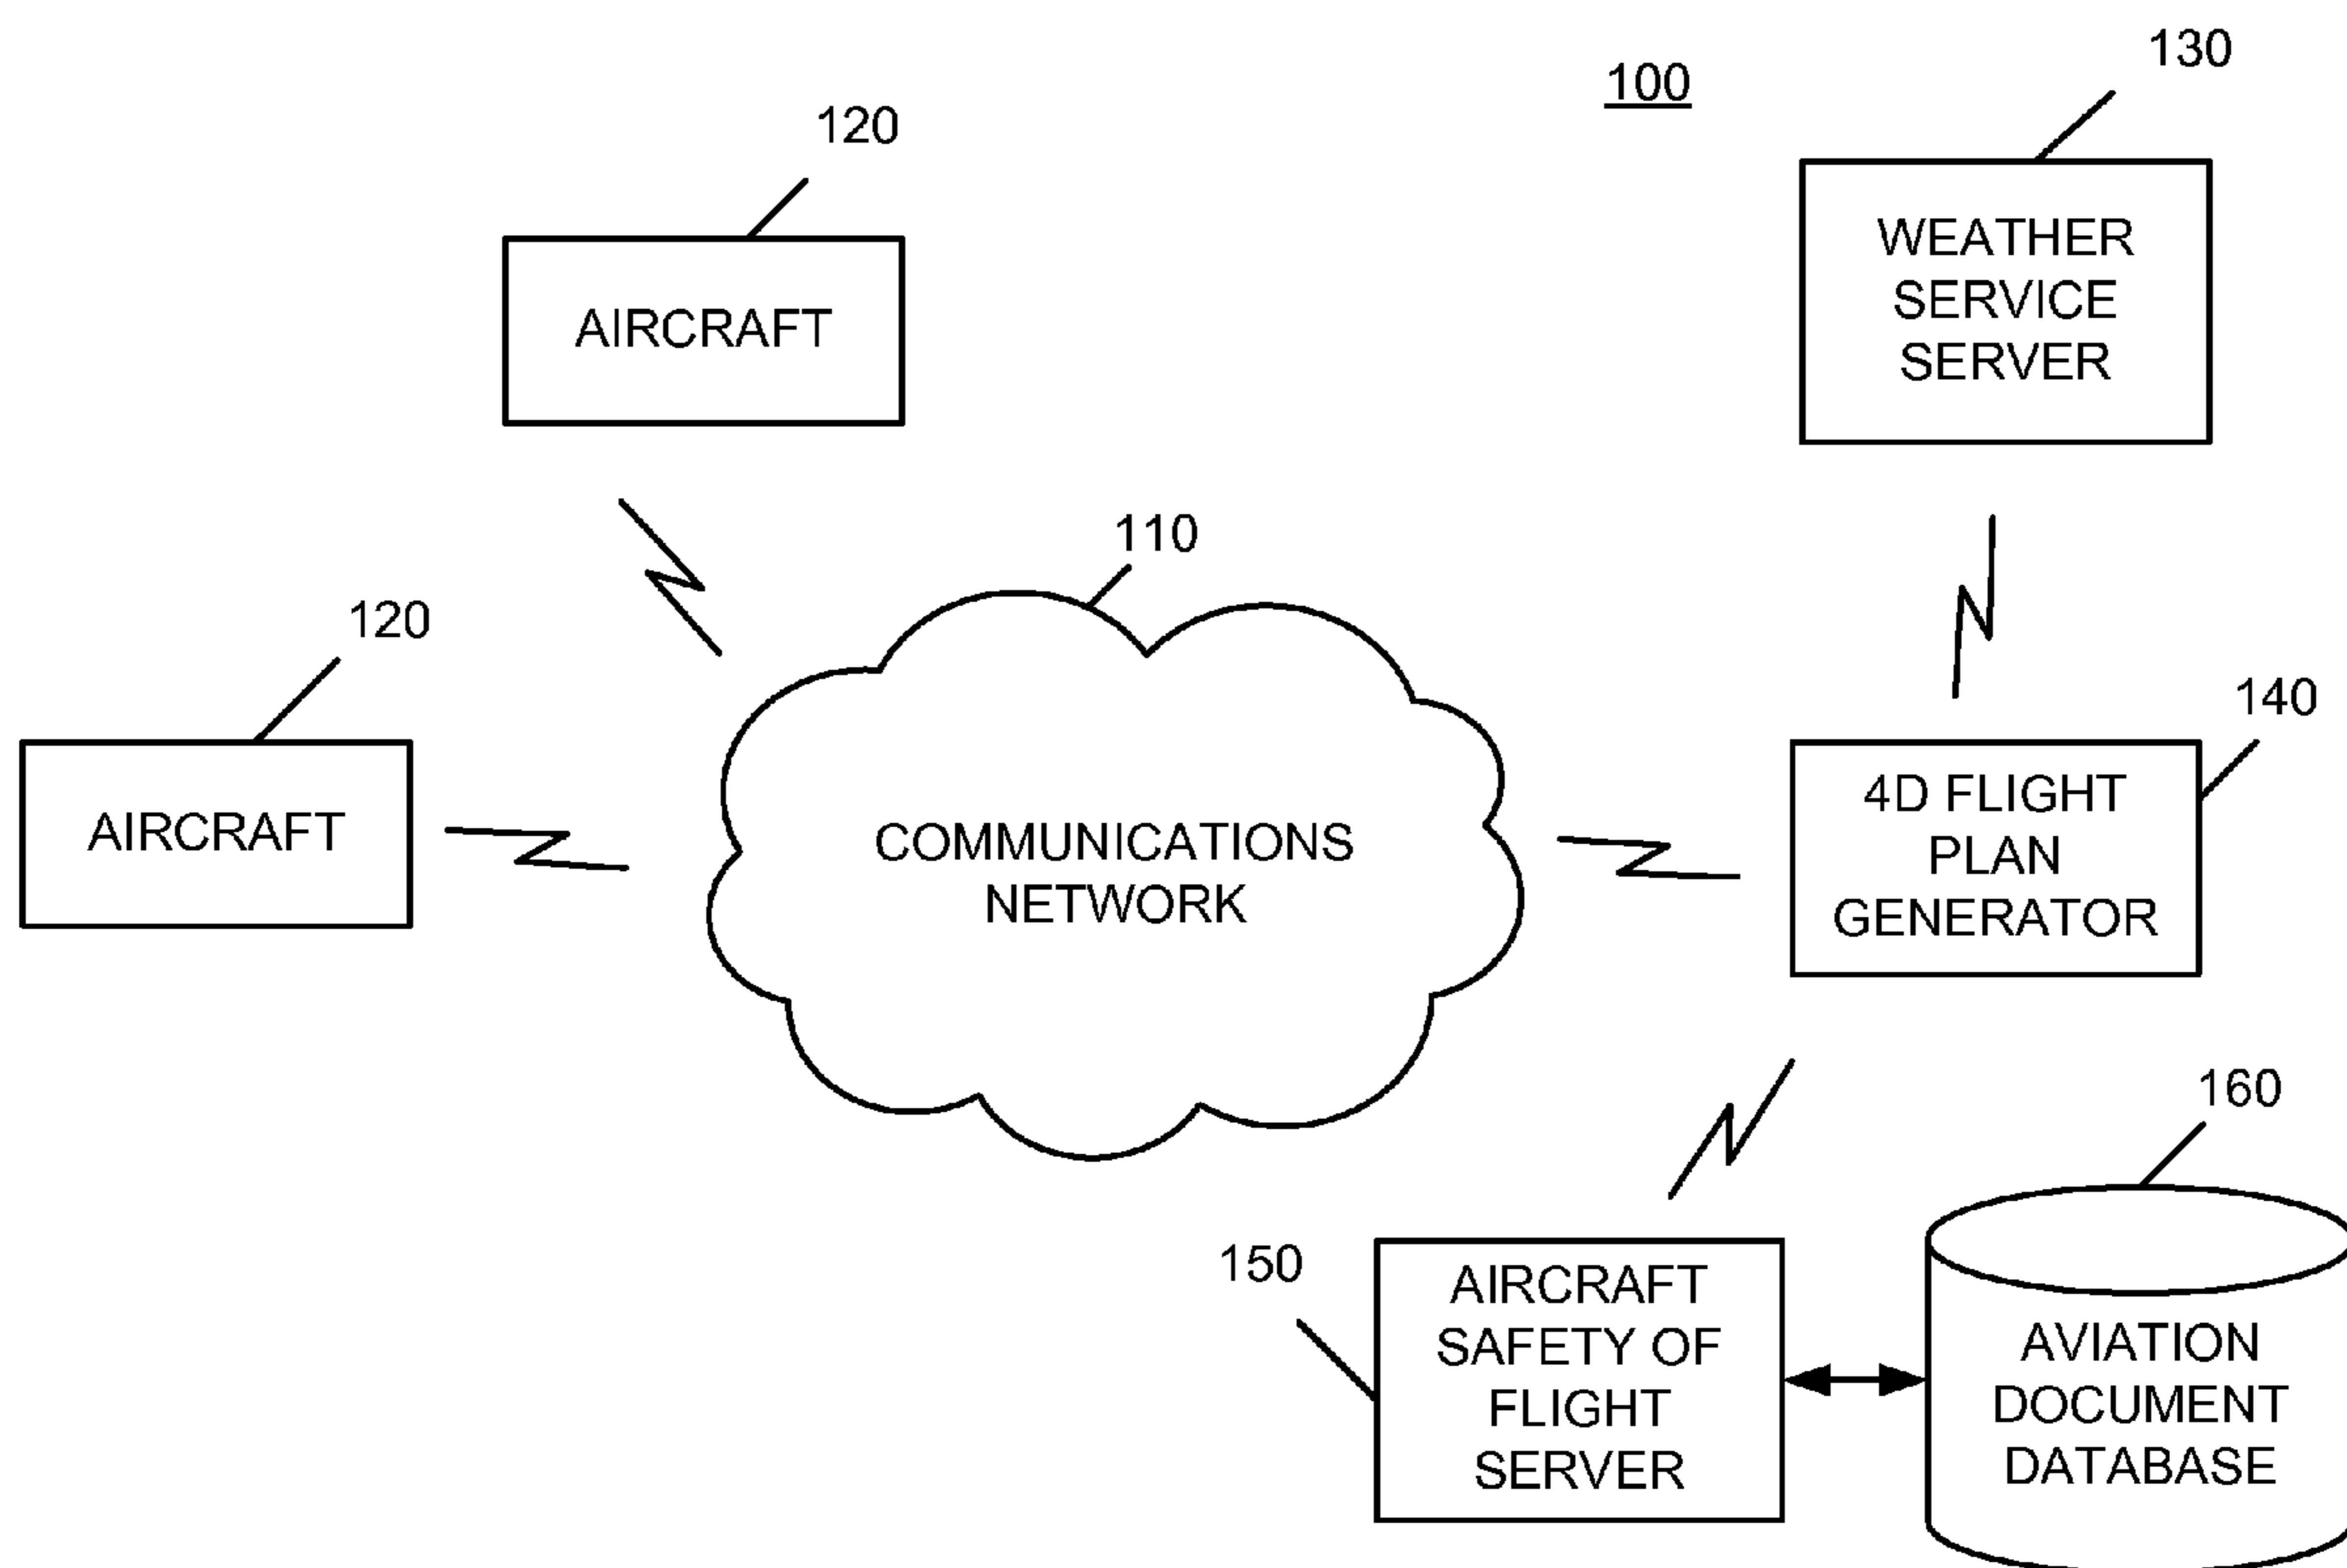 130
100
120
WEATHER
SERVICE
SERVER
AIRCRAFT
110
120
140
4D FLIGHT
PLAN
GENERATOR
AIRCRAFT
COMMUNICATIONS
NETWORK
160
150
AIRCRAFT
SAFETY OF
FLIGHT
SERVER
AVIATION
DOCUMENT
DATABASE